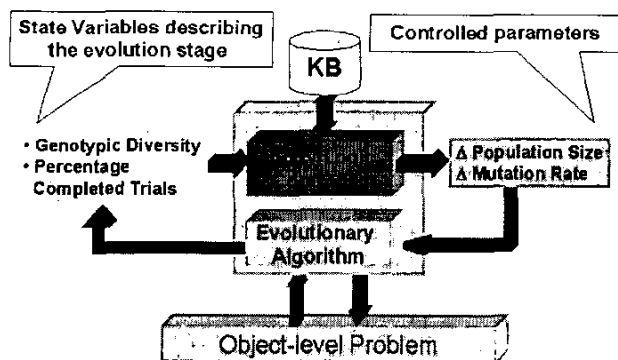 State Variables describing
the evolution stage
Controlled parameters
KB
• Genotypic Diversity
• Percentage
Completed Trials
Δ Population Size
Δ Mutation Rate
Evolutionary
Algorithm
Object-level Problem